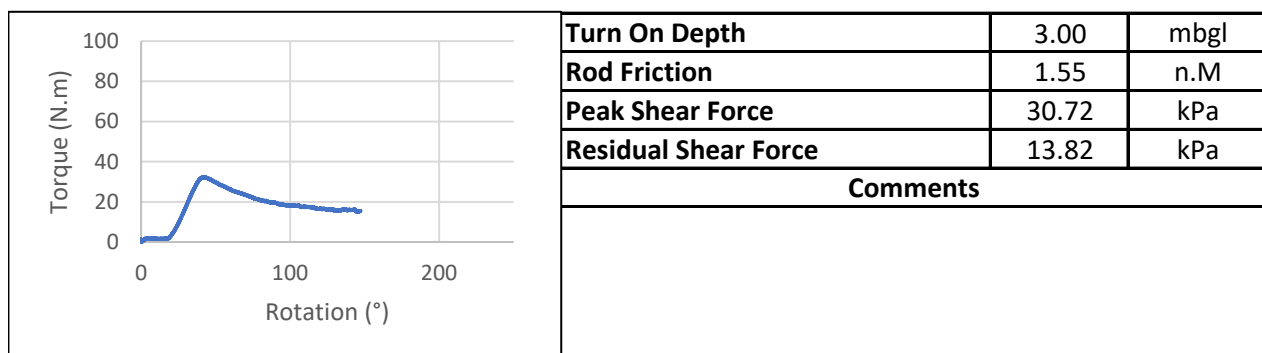 100
80
60
40
20
0
Torque (N.m)
0 100 200
Rotation (°)
Turn On Depth 3.00 mbgl
Rod Friction 1.55 n.M
Peak Shear Force 30.72 kPa
Residual Shear Force 13.82 kPa
Comments